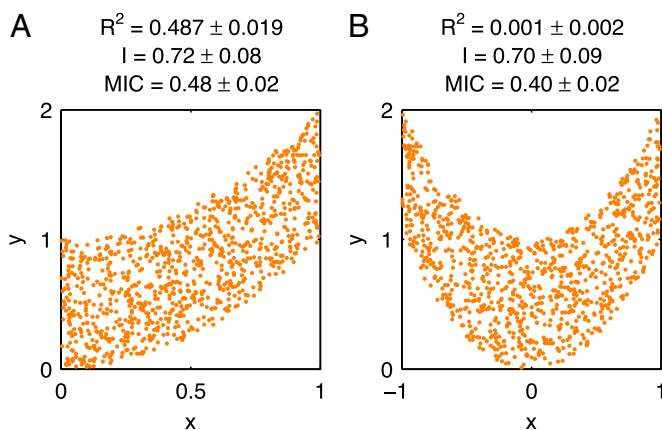 A
R² = 0.487 ± 0.019
I = 0.72 ± 0.08
MIC = 0.48 ± 0.02
2
1
0
y
0
0.5
1
x
B
R² = 0.001 ± 0.002
I = 0.70 ± 0.09
MIC = 0.40 ± 0.02
2
1
0
y
−1
0
1
x